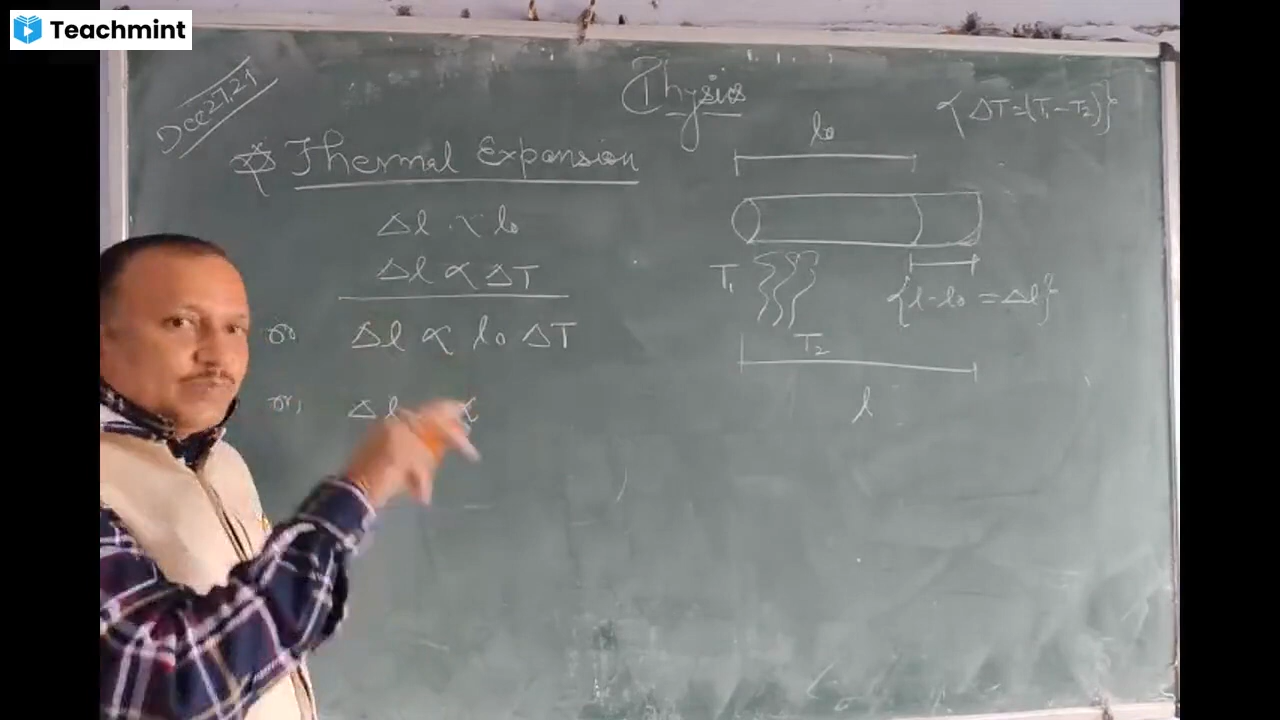 Teachmint
Dec 27, 21
Physics
{ΔT = (T₁ - T₂)}
Thermal Expansion
l₀
Δl ∝ l₀
Δl ∝ ΔT
T₁
{l - l₀ = Δl}
or Δl ∝ l₀ ΔT
T₂
or, Δl ∝
l